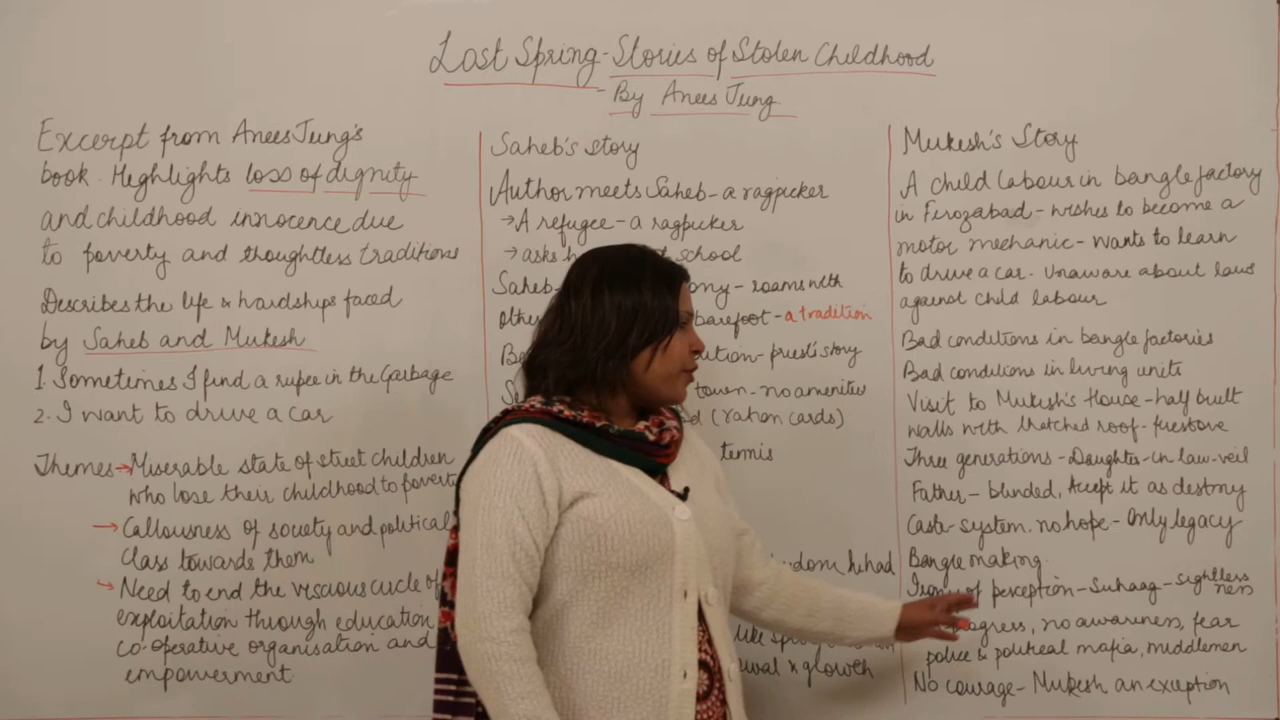 Lost Spring - Stories of Stolen Childhood
- By Anees Jung
Excerpt from Anees Jung's
book. Highlights loss of dignity
and childhood innocence due
to poverty and thoughtless traditions
Describes the life & hardships faced
by Saheb and Mukesh
1. Sometimes I find a rupee in the Garbage
2. I want to drive a car
Themes → Miserable state of street children
who lose their childhood to poverty
→ Callousness of society and political
class towards them
→ Need to end the viscious cycle of
exploitation through education
co-operative organisation and
empowerment
Saheb's story
Author meets Saheb - a ragpicker
→ A refugee - a ragpicker
→ asks school
Saheb - roams with
barefoot - a tradition
priest's story
town - no amenities
(ration cards)
tennis
he had
like
growth
Mukesh's Story
A child labour in bangle factory
in Firozabad - wishes to become a
motor mechanic - wants to learn
to drive a car. Unaware about laws
against child labour
Bad conditions in bangle factories
Bad conditions in living units
Visit to Mukesh's House - half built
walls with thatched roof - firestove
Three generations - Daughter-in law - veil
Father - blinded, Accept it as destiny
Caste system. no hope - Only legacy
Bangle making.
Irony of perception - Suhaag - sightlessness
no awareness, fear
police & political mafia, middlemen
No courage - Mukesh an exception